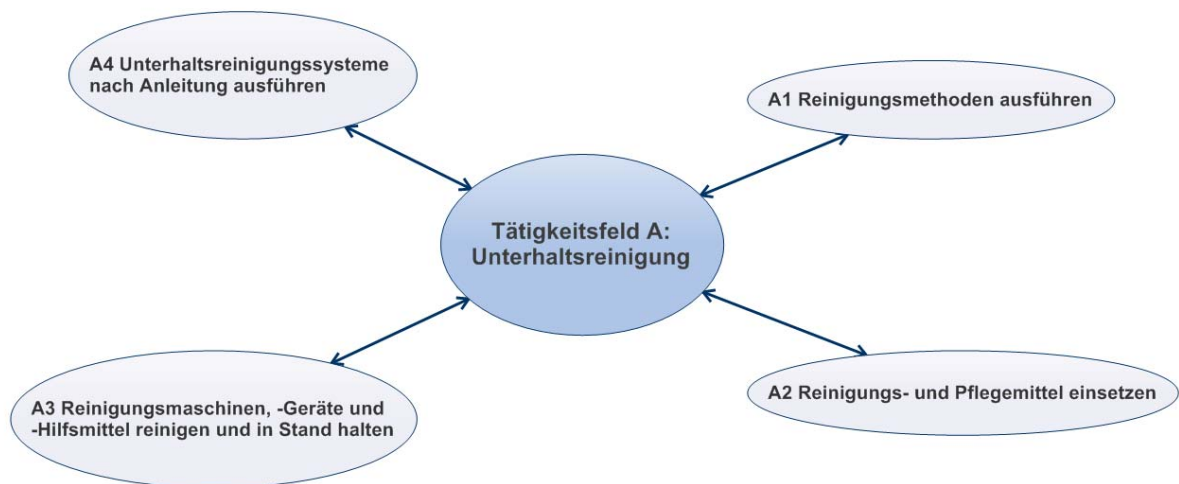 A4 Unterhaltsreinigungssysteme
nach Anleitung ausführen
A1 Reinigungsmethoden ausführen
Tätigkeitsfeld A:
Unterhaltsreinigung
A3 Reinigungsmaschinen, -Geräte und
-Hilfsmittel reinigen und in Stand halten
A2 Reinigungs- und Pflegemittel einsetzen